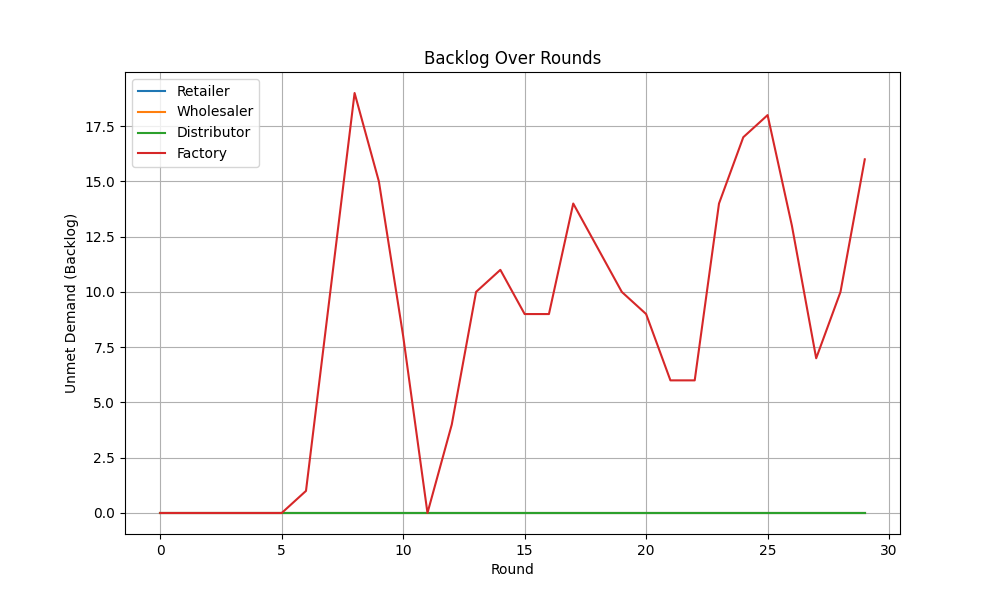 Backlog Over Rounds
Retailer
Wholesaler
Distributor
Factory
Unmet Demand (Backlog)
17.5
15.0
12.5
10.0
7.5
5.0
2.5
0.0
0 5 10 15 20 25 30
Round